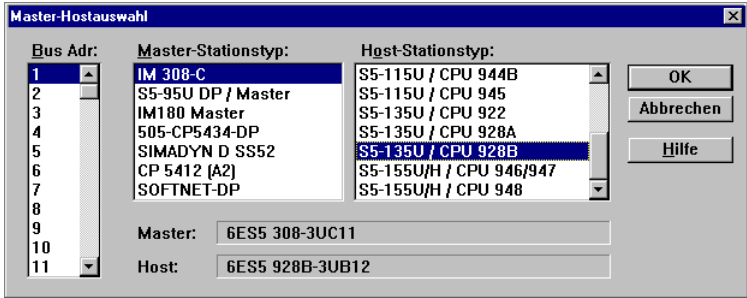 Master-Hostauswahl
Bus Adr:
1
2
3
4
5
6
7
8
9
10
11
Master-Stationstyp:
IM 308-C
S5-95U DP / Master
IM180 Master
505-CP5434-DP
SIMADYN D SS52
CP 5412 (A2)
SOFTNET-DP
Host-Stationstyp:
S5-115U / CPU 944B
S5-115U / CPU 945
S5-135U / CPU 922
S5-135U / CPU 928A
S5-135U / CPU 928B
S5-155U/H / CPU 946/947
S5-155U/H / CPU 948
OK
Abbrechen
Hilfe
Master: 6ES5 308-3UC11
Host: 6ES5 928B-3UB12